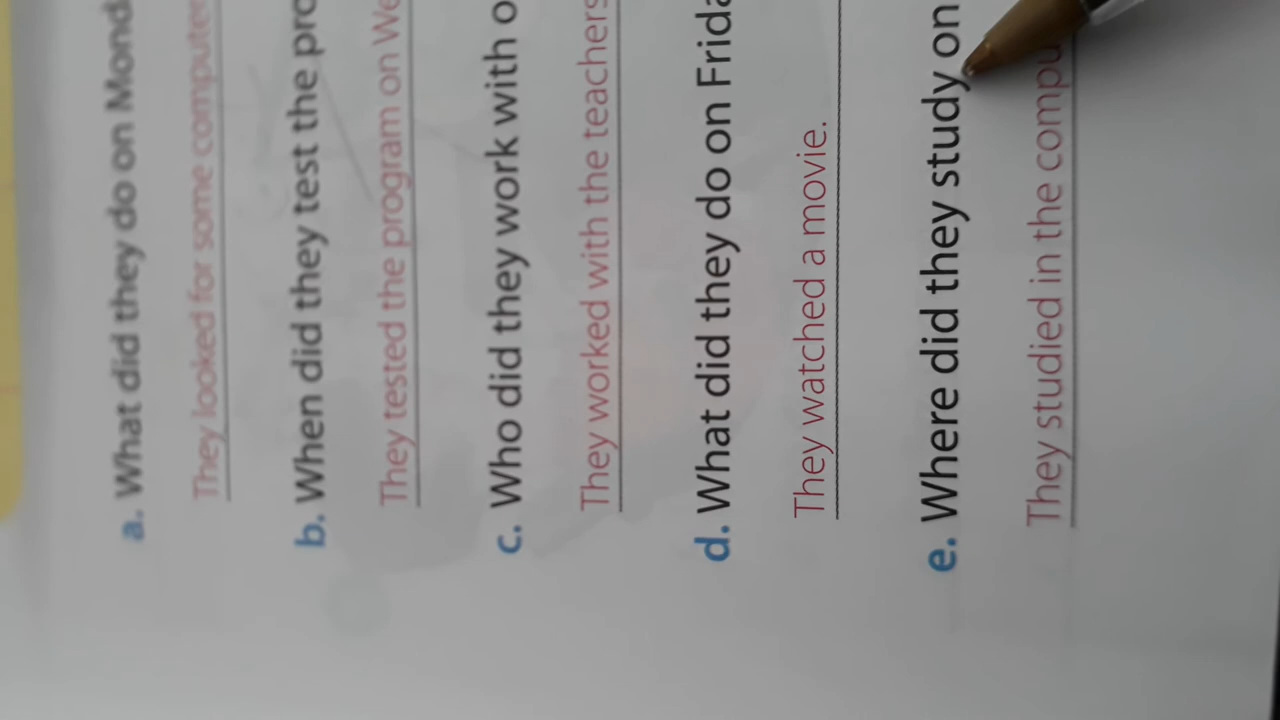 a. What did they do on Mond
They looked for some computer
b. When did they test the pro
They tested the program on We
c. Who did they work with o
They worked with the teachers
d. What did they do on Frida
They watched a movie.
e. Where did they study on
They studied in the compu